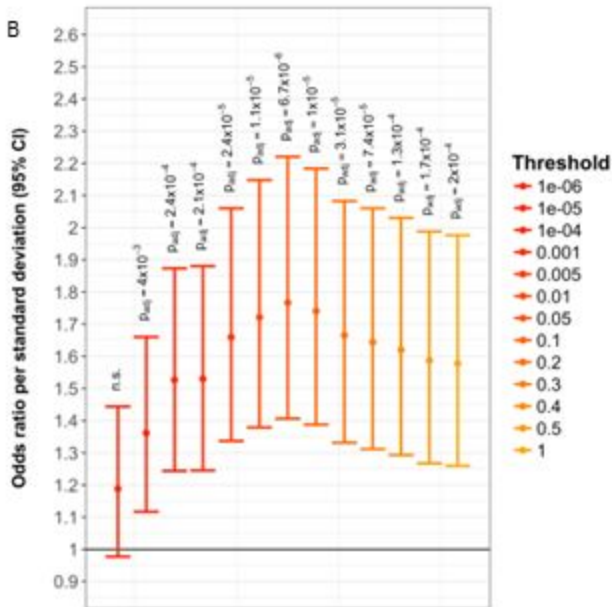 B
Odds ratio per standard deviation (95% CI)
2.6
2.5
2.4
2.3
2.2
2.1
2
1.9
1.8
1.7
1.6
1.5
1.4
1.3
1.2
1.1
1
0.9
n.s.
padj = 4x10-3
padj = 2.4x10-4
padj = 2.1x10-4
padj = 2.4x10-5
padj = 1.1x10-5
padj = 6.7x10-6
padj = 1x10-5
padj = 3.1x10-5
padj = 7.4x10-5
padj = 1.3x10-4
padj = 1.7x10-4
padj = 2x10-4
Threshold
1e-06
1e-05
1e-04
0.001
0.005
0.01
0.05
0.1
0.2
0.3
0.4
0.5
1